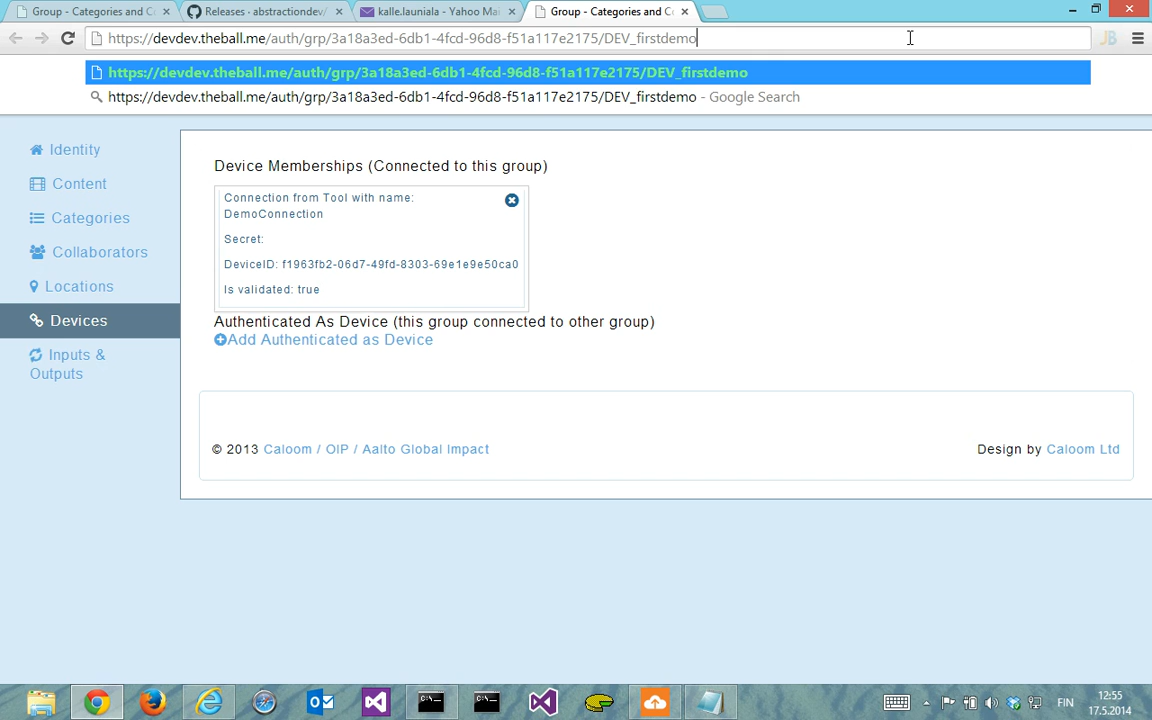 Group - Categories and Co
Releases · abstractiondev/
kalle.launiala - Yahoo Mai
Group - Categories and Co
https://devdev.theball.me/auth/grp/3a18a3ed-6db1-4fcd-96d8-f51a117e2175/DEV_firstdemo
https://devdev.theball.me/auth/grp/3a18a3ed-6db1-4fcd-96d8-f51a117e2175/DEV_firstdemo
https://devdev.theball.me/auth/grp/3a18a3ed-6db1-4fcd-96d8-f51a117e2175/DEV_firstdemo - Google Search
Identity
Content
Categories
Collaborators
Locations
Devices
Inputs &
Outputs
Device Memberships (Connected to this group)
Connection from Tool with name:
DemoConnection
Secret:
DeviceID: f1963fb2-06d7-49fd-8303-69e1e9e50ca0
Is validated: true
Authenticated As Device (this group connected to other group)
Add Authenticated as Device
© 2013 Caloom / OIP / Aalto Global Impact
Design by Caloom Ltd
FIN
12:55
17.5.2014